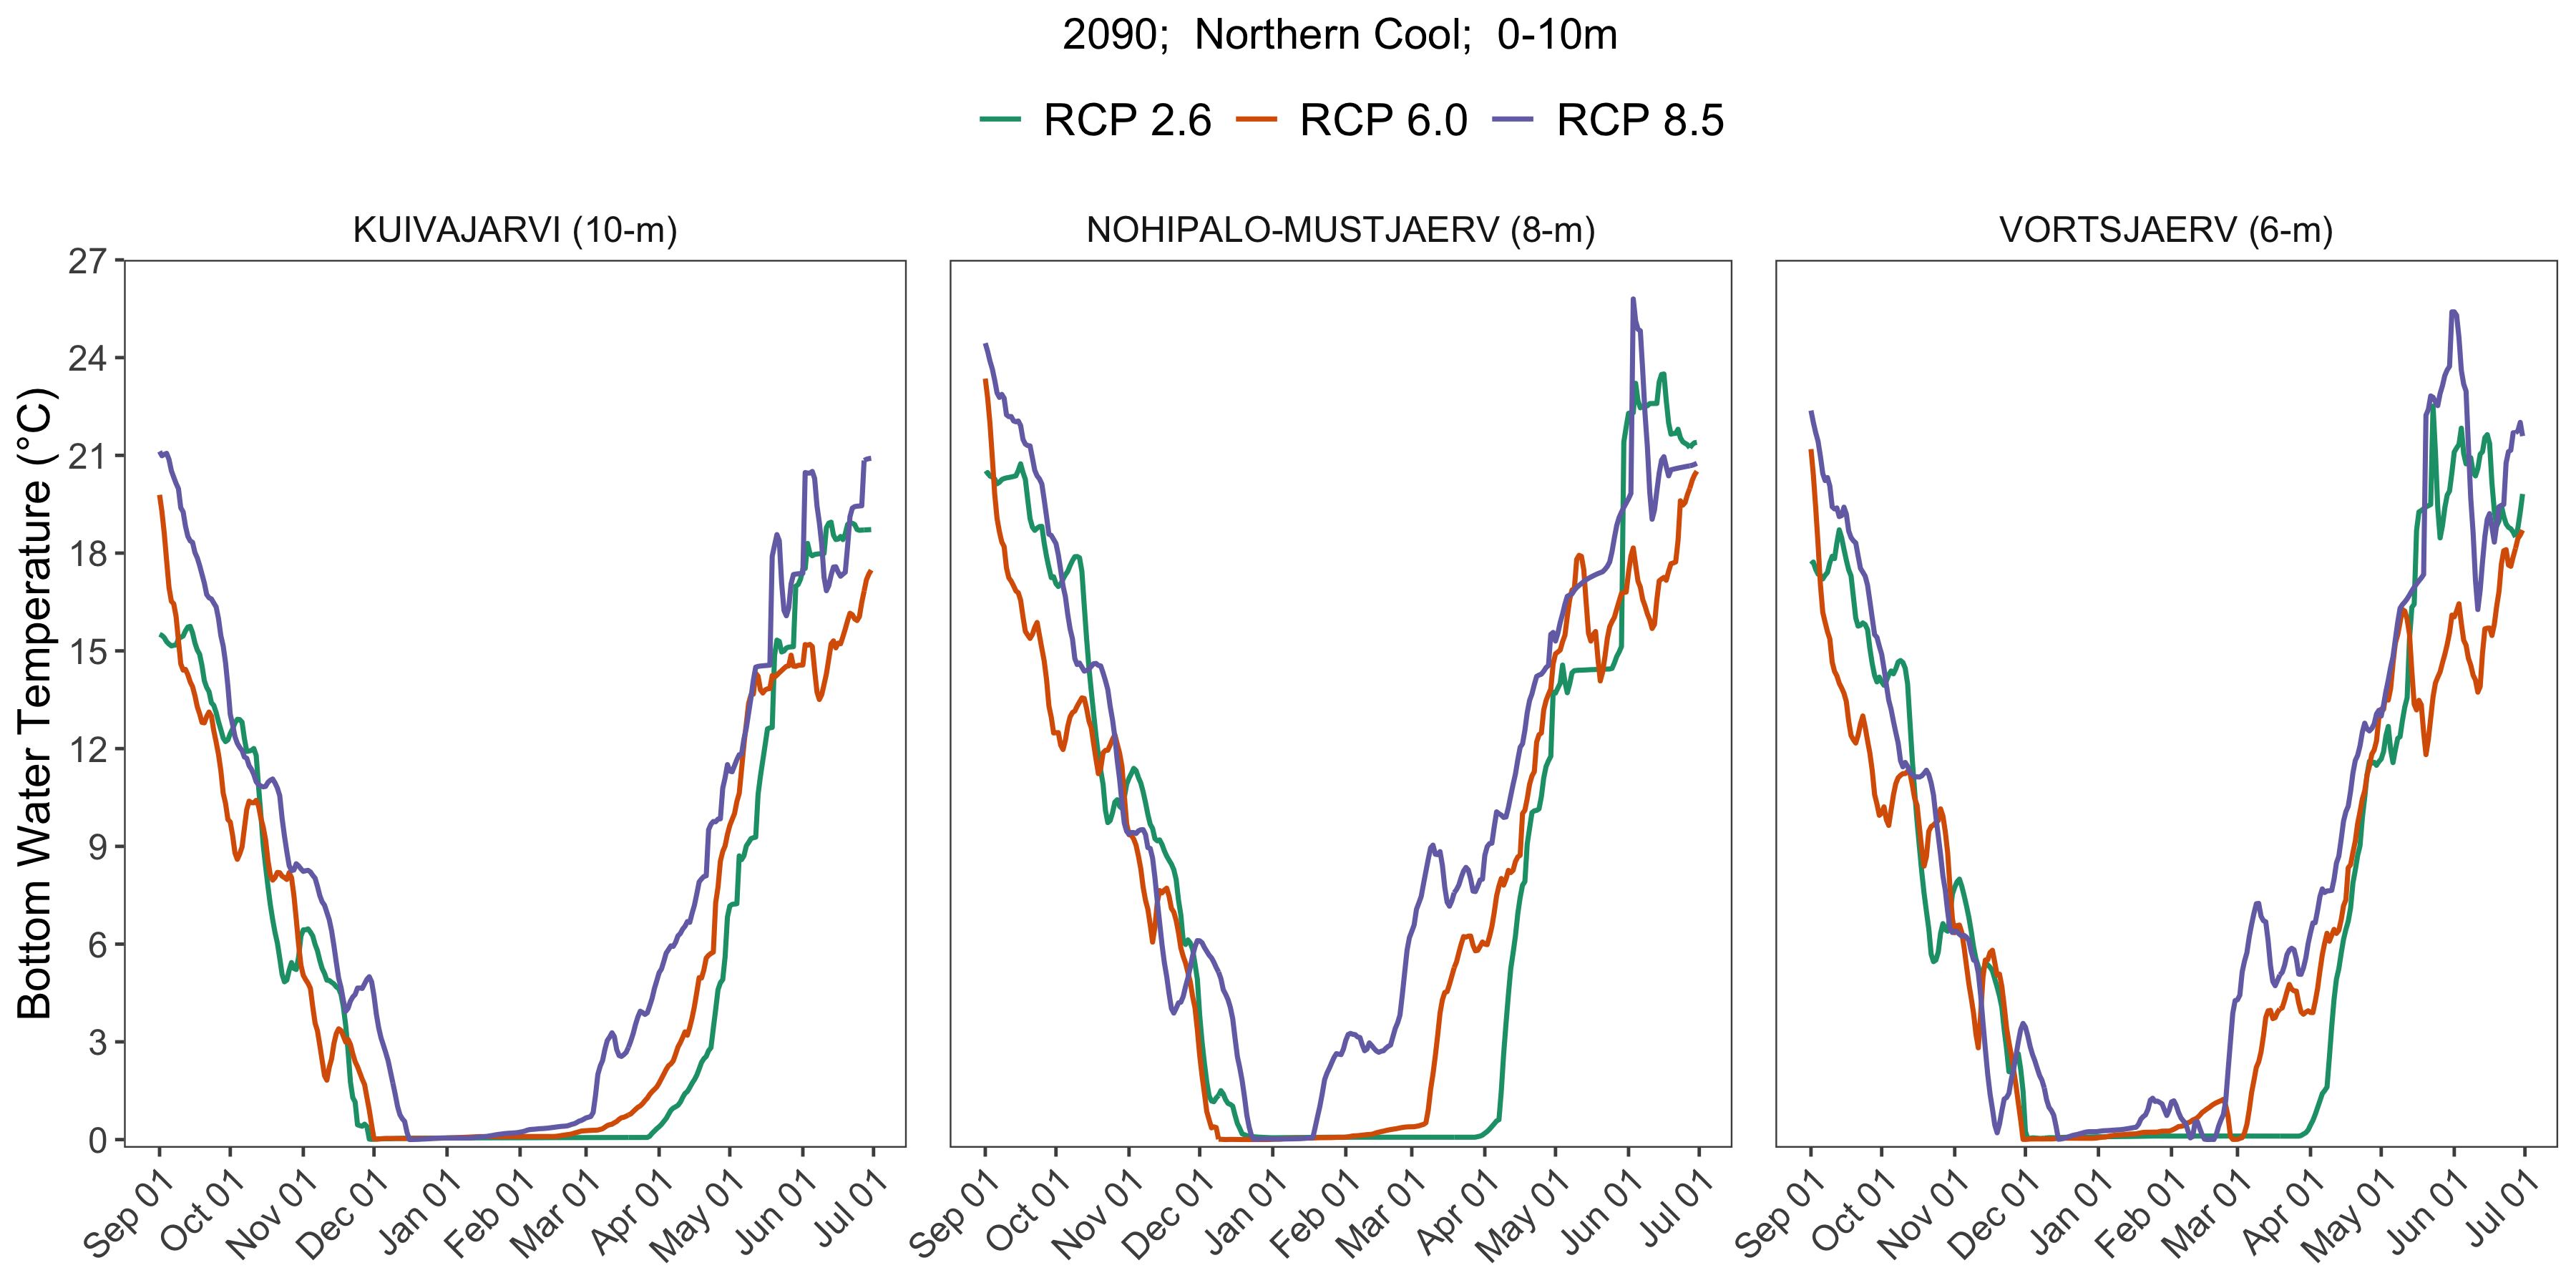 2090;  Northern Cool;  0-10m
RCP 2.6 RCP 6.0 RCP 8.5
KUIVAJARVI (10-m) NOHIPALO-MUSTJAERV (8-m) VORTSJAERV (6-m)
Bottom Water Temperature (°C)
27
24
21
18
15
12
9
6
3
0
Sep 01 Oct 01 Nov 01 Dec 01 Jan 01 Feb 01 Mar 01 Apr 01 May 01 Jun 01 Jul 01 Sep 01 Oct 01 Nov 01 Dec 01 Jan 01 Feb 01 Mar 01 Apr 01 May 01 Jun 01 Jul 01 Sep 01 Oct 01 Nov 01 Dec 01 Jan 01 Feb 01 Mar 01 Apr 01 May 01 Jun 01 Jul 01